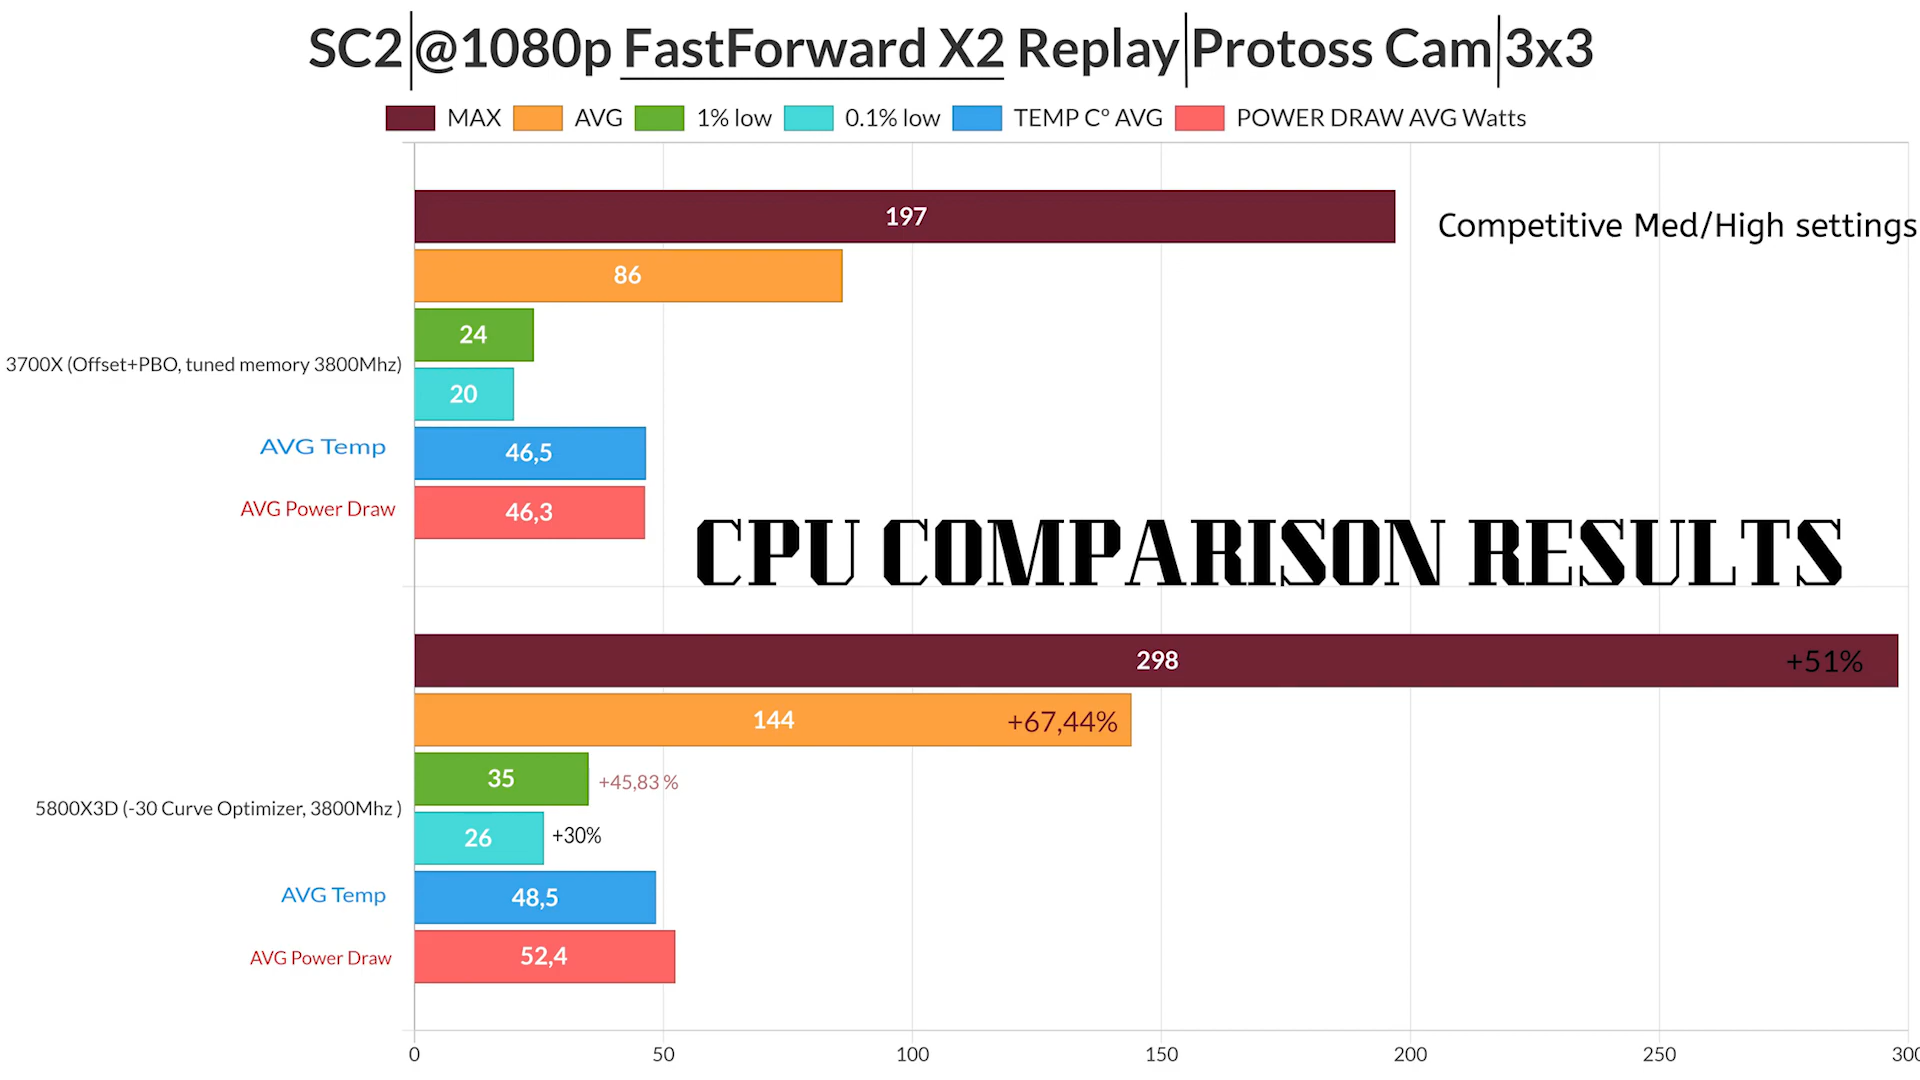 SC2|@1080p FastForward X2 Replay|Protoss Cam|3x3
MAX AVG 1% low 0.1% low TEMP Cº AVG POWER DRAW AVG Watts
197
Competitive Med/High settings
86
24
3700X (Offset+PBO, tuned memory 3800Mhz)
20
AVG Temp
46,5
AVG Power Draw
46,3
CPU COMPARISON RESULTS
298
+51%
144
+67,44%
35
+45,83 %
5800X3D (-30 Curve Optimizer, 3800Mhz )
26
+30%
AVG Temp
48,5
AVG Power Draw
52,4
0 50 100 150 200 250 300